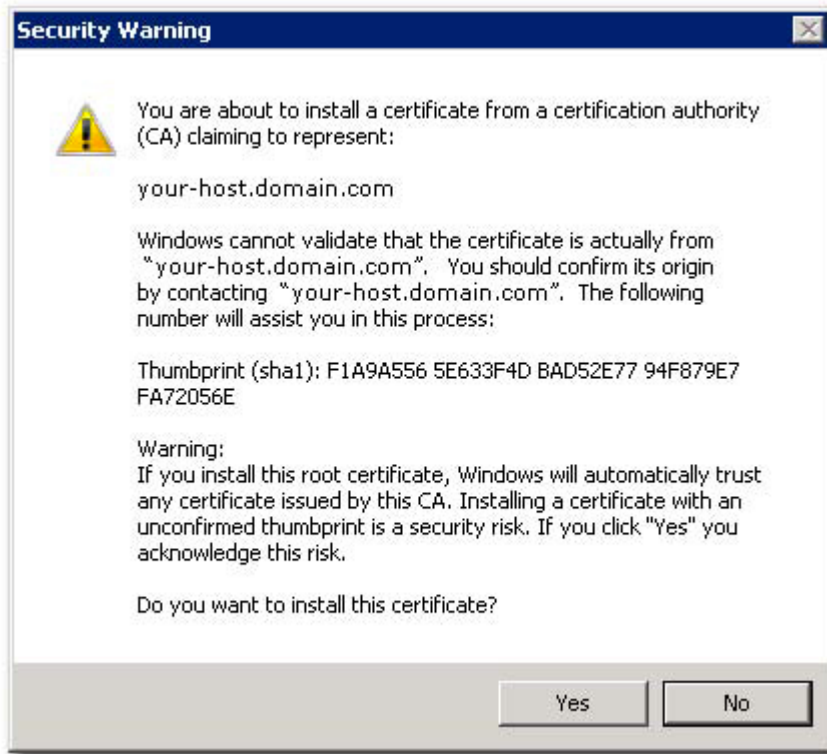 Security Warning
You are about to install a certificate from a certification authority
(CA) claiming to represent:
your-host.domain.com
Windows cannot validate that the certificate is actually from
"your-host.domain.com". You should confirm its origin
by contacting "your-host.domain.com". The following
number will assist you in this process:
Thumbprint (sha1): F1A9A556 5E633F4D BAD52E77 94F879E7
FA72056E
Warning:
If you install this root certificate, Windows will automatically trust
any certificate issued by this CA. Installing a certificate with an
unconfirmed thumbprint is a security risk. If you click "Yes" you
acknowledge this risk.
Do you want to install this certificate?
Yes No